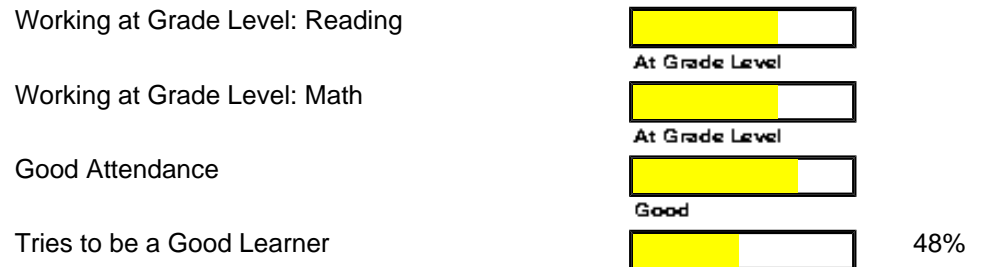 Working at Grade Level: Reading
At Grade Level
Working at Grade Level: Math
At Grade Level
Good Attendance
Good
Tries to be a Good Learner 48%